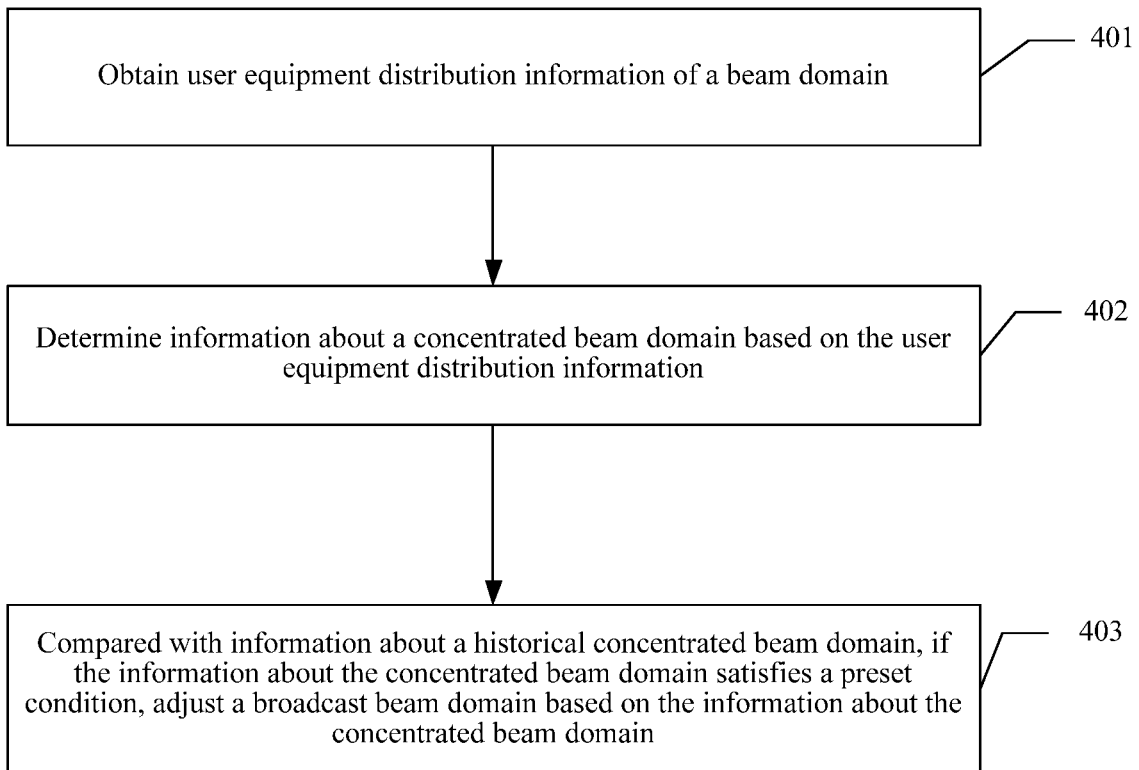 Obtain user equipment distribution information of a beam domain
401
Determine information about a concentrated beam domain based on the user
equipment distribution information
402
Compared with information about a historical concentrated beam domain, if
the information about the concentrated beam domain satisfies a preset
condition, adjust a broadcast beam domain based on the information about the
concentrated beam domain
403